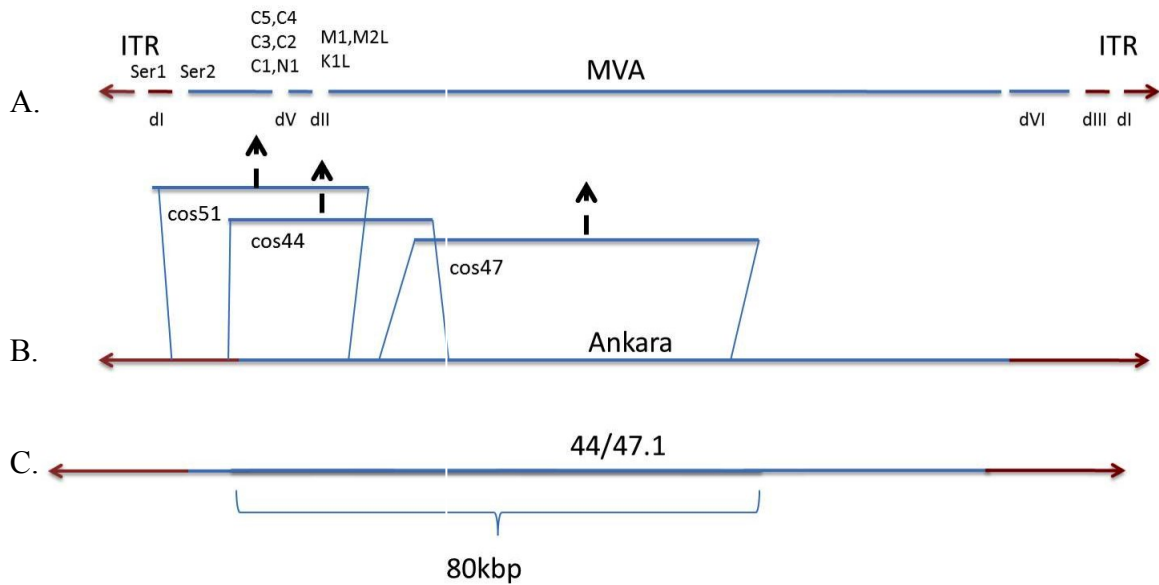 C5,C4
C3,C2
C1,N1
M1,M2L
K1L
ITR
Ser1
Ser2
MVA
ITR
A.
dI
dV
dII
dVI
dIII
dI
cos51
cos44
cos47
Ankara
B.
44/47.1
C.
80kbp